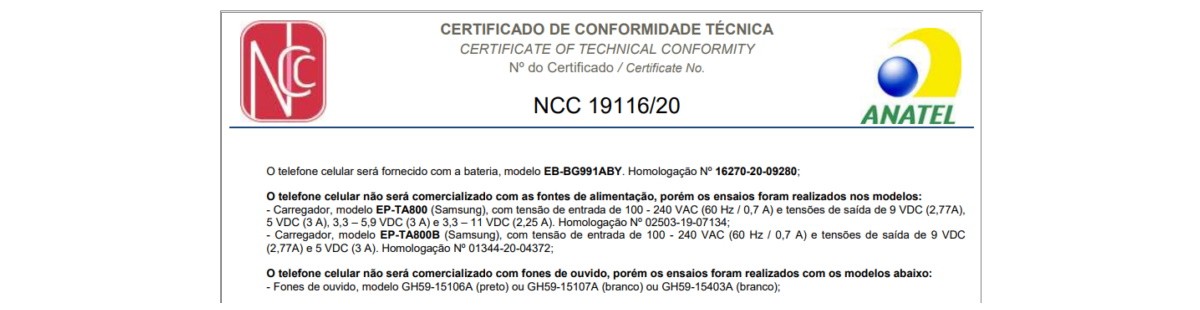 NCC
CERTIFICADO DE CONFORMIDADE TÉCNICA
CERTIFICATE OF TECHNICAL CONFORMITY
Nº do Certificado / Certificate No.
NCC 19116/20
ANATEL
O telefone celular será fornecido com a bateria, modelo EB-BG991ABY. Homologação Nº 16270-20-09280;
O telefone celular não será comercializado com as fontes de alimentação, porém os ensaios foram realizados nos modelos:
- Carregador, modelo EP-TA800 (Samsung), com tensão de entrada de 100 - 240 VAC (60 Hz / 0,7 A) e tensões de saída de 9 VDC (2,77A),
5 VDC (3 A), 3,3 – 5,9 VDC (3 A) e 3,3 – 11 VDC (2,25 A). Homologação Nº 02503-19-07134;
- Carregador, modelo EP-TA800B (Samsung), com tensão de entrada de 100 - 240 VAC (60 Hz / 0,7 A) e tensões de saída de 9 VDC
(2,77A) e 5 VDC (3 A). Homologação Nº 01344-20-04372;
O telefone celular não será comercializado com fones de ouvido, porém os ensaios foram realizados com os modelos abaixo:
- Fones de ouvido, modelo GH59-15106A (preto) ou GH59-15107A (branco) ou GH59-15403A (branco);